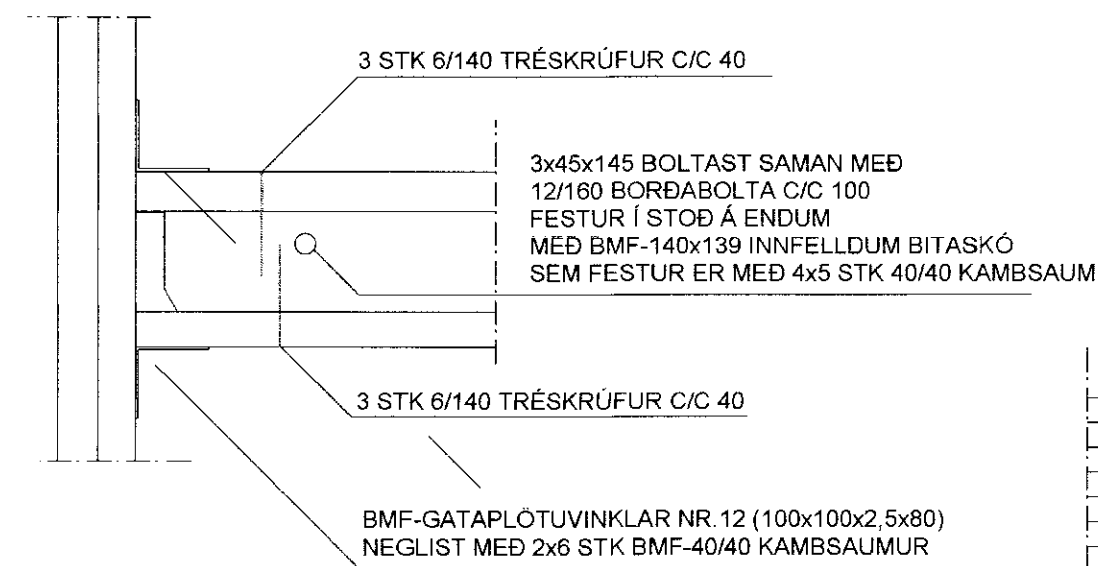 3 STK 6/140 TRÉSKRÚFUR C/C 40
3x45x145 BOLTAST SAMAN MEÐ
12/160 BORÐABOLTA C/C 100
FESTUR Í STOÐ Á ENDUM
MEÐ BMF-140x139 INNFELLDUM BITASKÓ
SEM FESTUR ER MEÐ 4x5 STK 40/40 KAMBSAUM
3 STK 6/140 TRÉSKRÚFUR C/C 40
BMF-GATAPLÖTUVINKLAR NR.12 (100x100x2,5x80)
NEGLIST MEÐ 2x6 STK BMF-40/40 KAMBSAUMUR